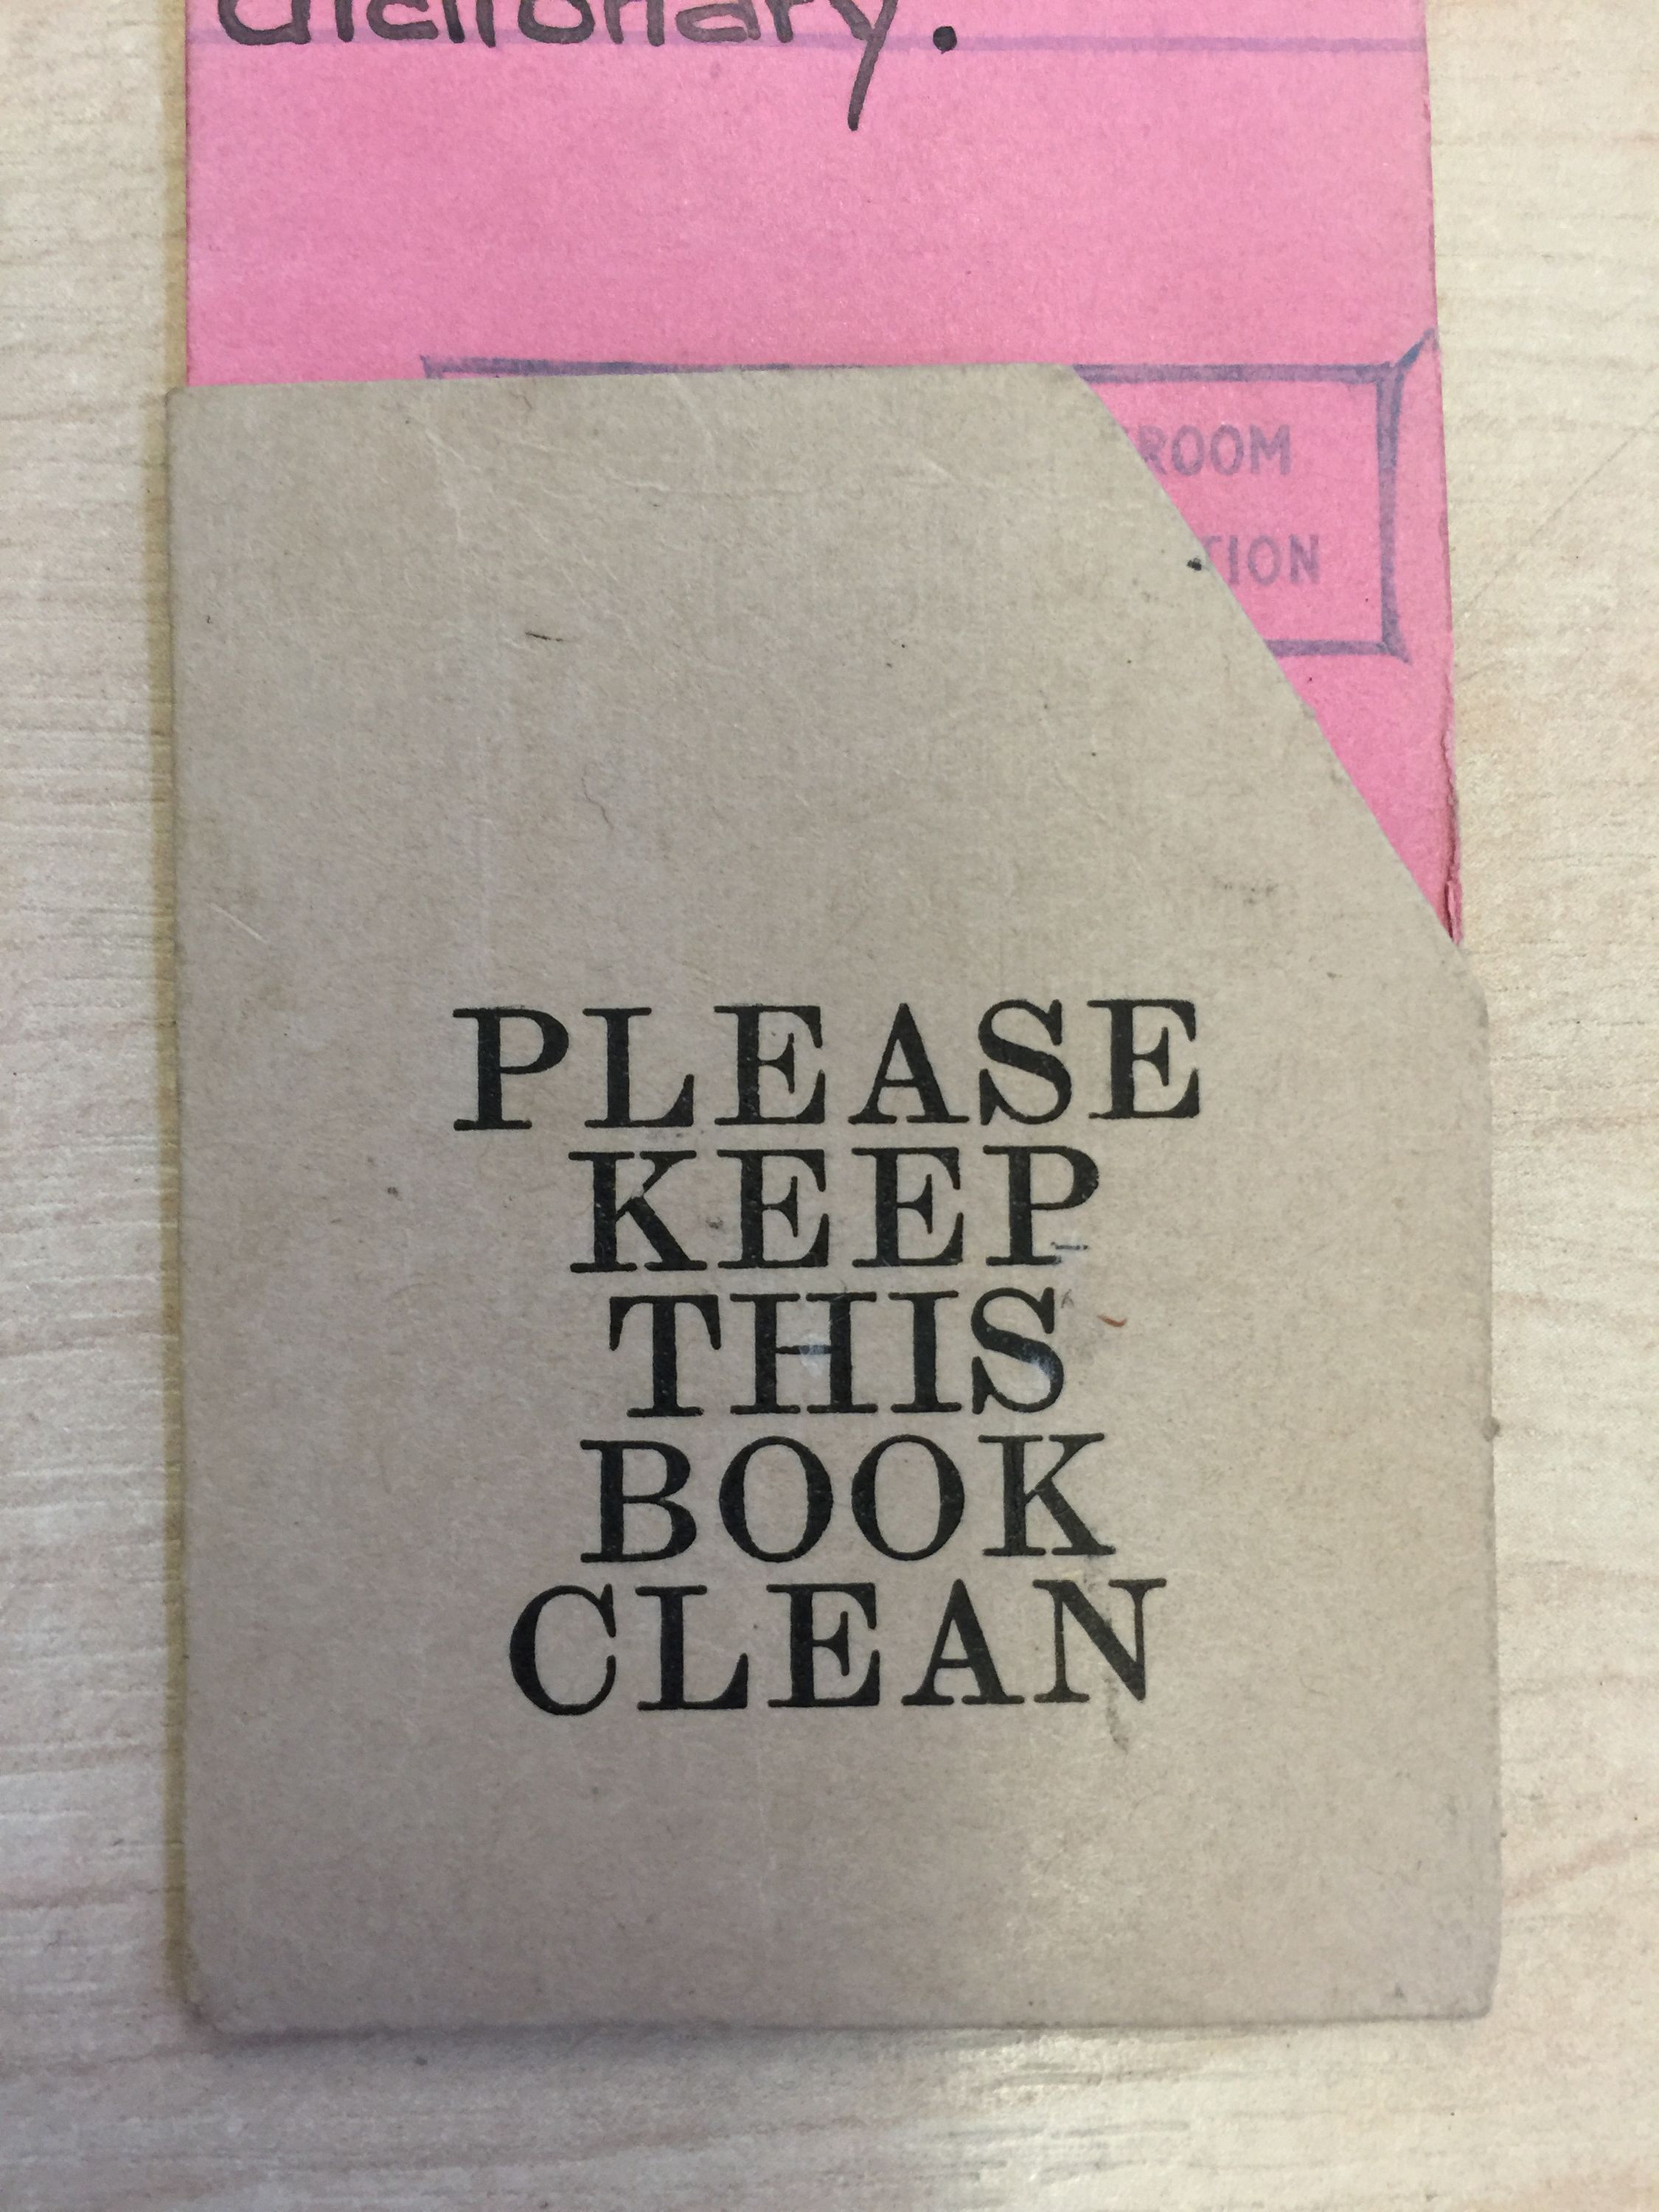 dictionary.
PLEASE
KEEP
THIS
BOOK
CLEAN